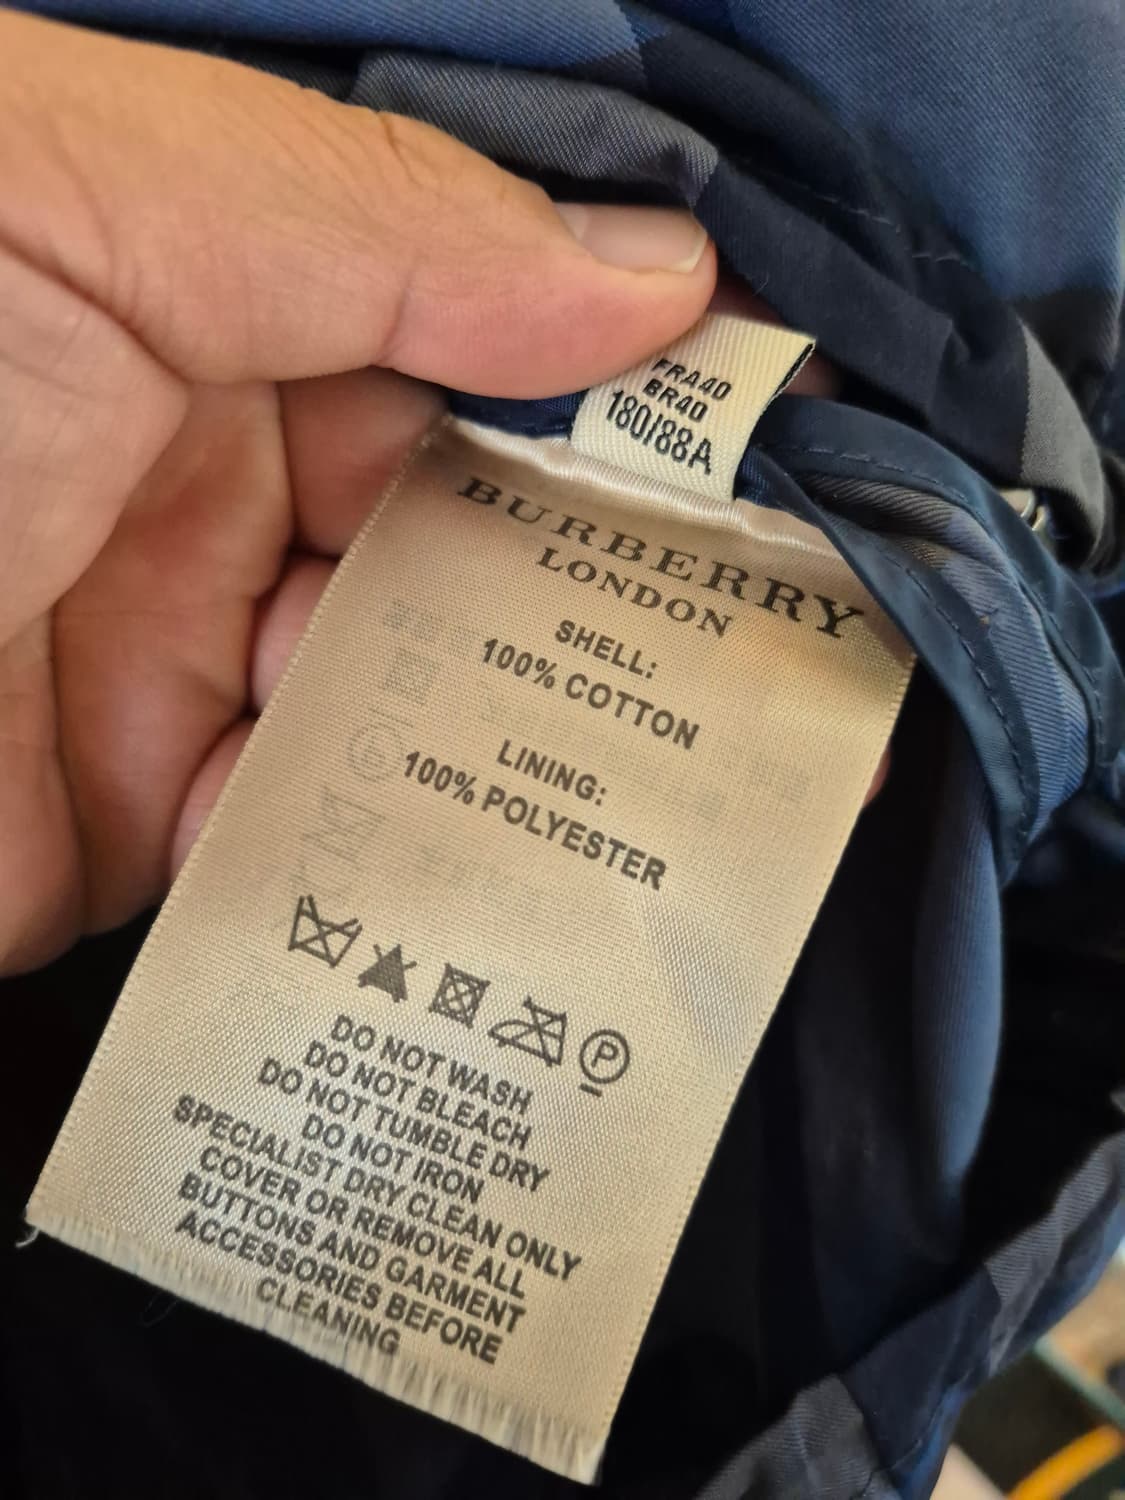 FRA40
BR40
180/88A
BURBERRY
LONDON
SHELL:
100% COTTON
LINING:
100% POLYESTER
P
DO NOT WASH
DO NOT BLEACH
DO NOT TUMBLE DRY
DO NOT IRON
SPECIALIST DRY CLEAN ONLY
COVER OR REMOVE ALL
BUTTONS AND GARMENT
ACCESSORIES BEFORE
CLEANING